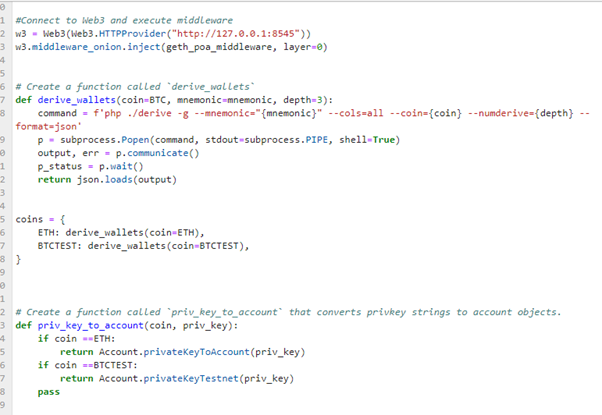 0
1 #Connect to Web3 and execute middleware
2 w3 = Web3(Web3.HTTPProvider("http://127.0.0.1:8545"))
3 w3.middleware_onion.inject(geth_poa_middleware, layer=0)
4
5
6 # Create a function called `derive_wallets`
7 def derive_wallets(coin=BTC, mnemonic=mnemonic, depth=3):
8     command = f'php ./derive -g --mnemonic="{mnemonic}" --cols=all --coin={coin} --numderive={depth} --
format=json'
9     p = subprocess.Popen(command, stdout=subprocess.PIPE, shell=True)
0     output, err = p.communicate()
1     p_status = p.wait()
2     return json.loads(output)
3
4
5 coins = {
6     ETH: derive_wallets(coin=ETH),
7     BTCTEST: derive_wallets(coin=BTCTEST),
8 }
9
0
1
2 # Create a function called `priv_key_to_account` that converts privkey strings to account objects.
3 def priv_key_to_account(coin, priv_key):
4     if coin ==ETH:
5         return Account.privateKeyToAccount(priv_key)
6     if coin ==BTCTEST:
7         return Account.privateKeyTestnet(priv_key)
8     pass
9